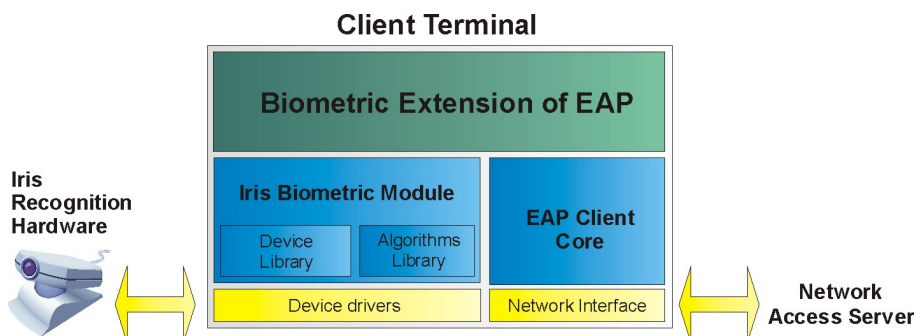 Client Terminal
Biometric Extension of EAP
Iris
Recognition
Hardware
Iris Biometric Module
Device
Library
Algorithms
Library
EAP Client
Core
Device drivers
Network Interface
Network
Access Server